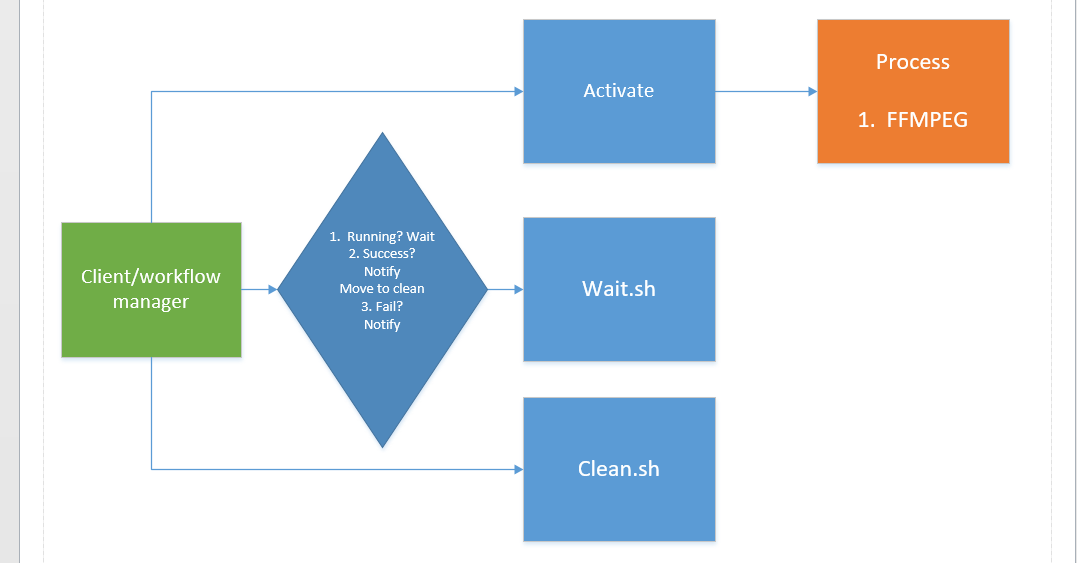 Activate
Process
1. FFMPEG
Client/workflow
manager
1. Running? Wait
2. Success?
Notify
Move to clean
3. Fail?
Notify
Wait.sh
Clean.sh